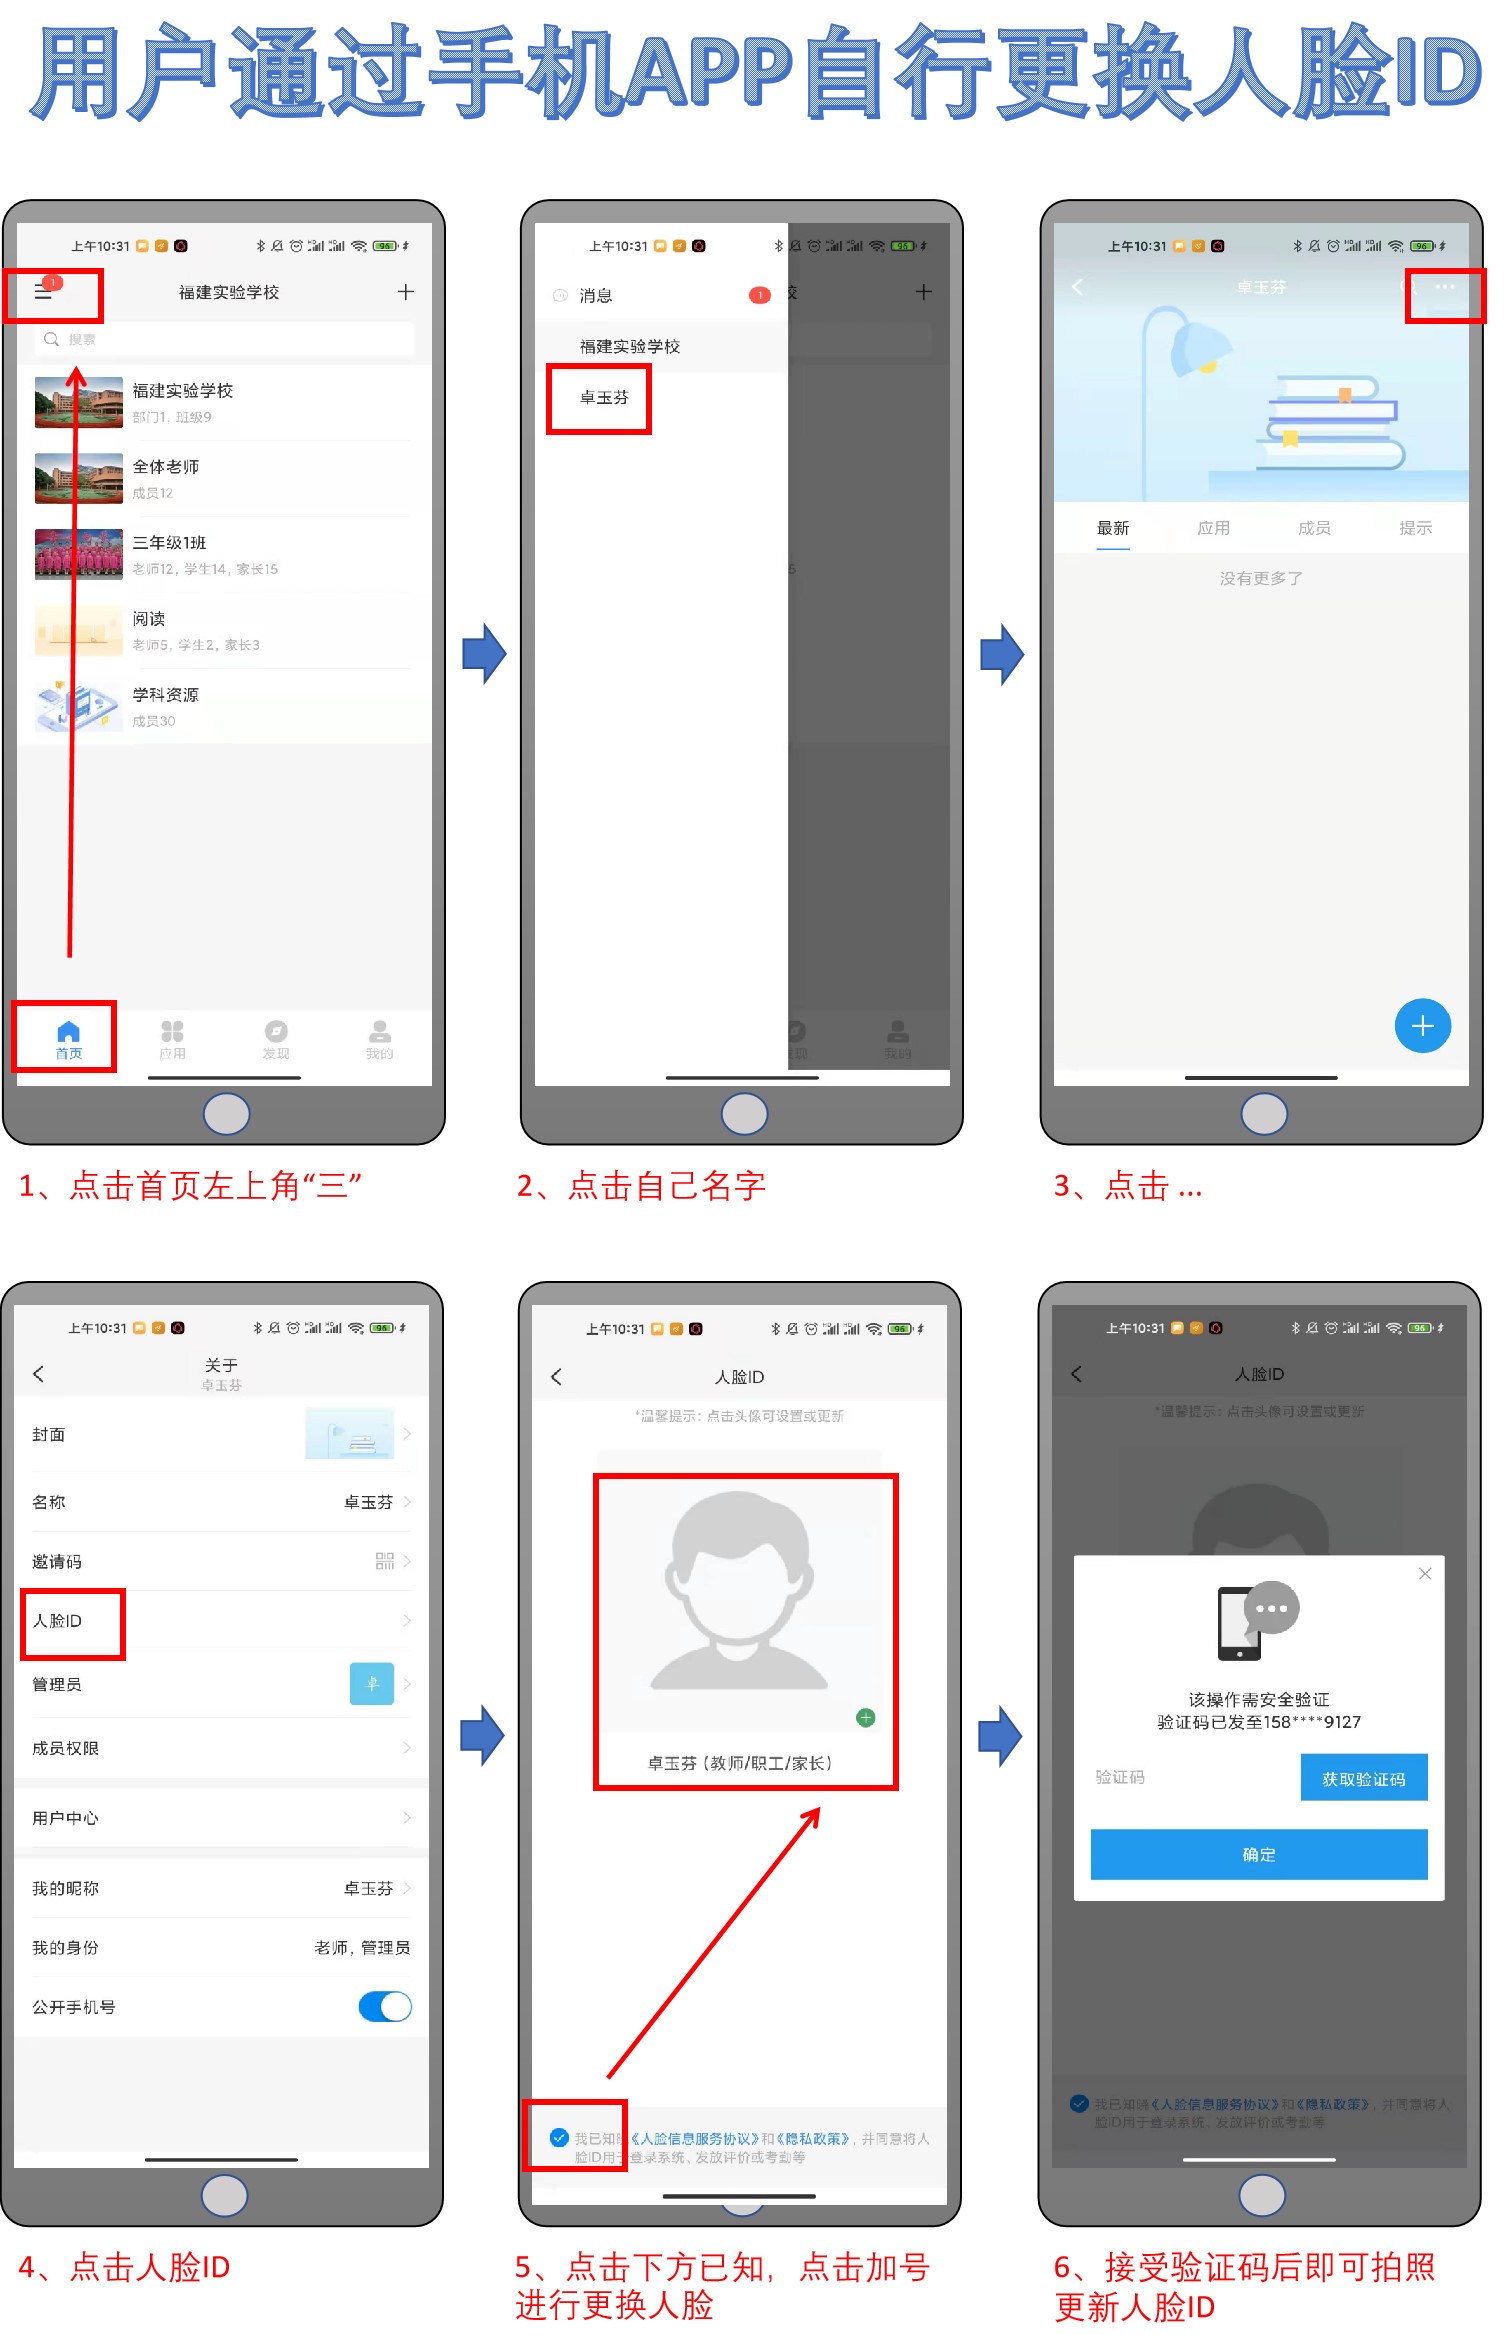 用户通过手机APP自行更换人脸ID
上午10:31
96
1
福建实验学校
搜索
福建实验学校
部门1, 班级9
全体老师
成员12
三年级1班
老师12, 学生14, 家长15
阅读
老师5, 学生2, 家长3
学科资源
成员30
首页
应用
发现
我的
1、点击首页左上角“三”
上午10:31
96
消息
1
福建实验学校
卓玉芬
我的
2、点击自己名字
上午10:31
96
卓玉芬
最新
应用
成员
提示
没有更多了
3、点击 ...
上午10:31
96
关于
卓玉芬
封面
名称
卓玉芬
邀请码
人脸ID
管理员
卓
成员权限
用户中心
我的昵称
卓玉芬
我的身份
老师, 管理员
公开手机号
4、点击人脸ID
上午10:31
96
人脸ID
*温馨提示: 点击头像可设置或更新
卓玉芬 (教师/职工/家长)
我已知晓《人脸信息服务协议》和《隐私政策》, 并同意将人
脸ID用于登录系统、发放评价或考勤等
5、点击下方已知, 点击加号
进行更换人脸
上午10:31
96
人脸ID
*温馨提示: 点击头像可设置或更新
该操作需安全验证
验证码已发至158****9127
验证码
获取验证码
确定
我已知晓《人脸信息服务协议》和《隐私政策》, 并同意将人
脸ID用于登录系统、发放评价或考勤等
6、接受验证码后即可拍照
更新人脸ID